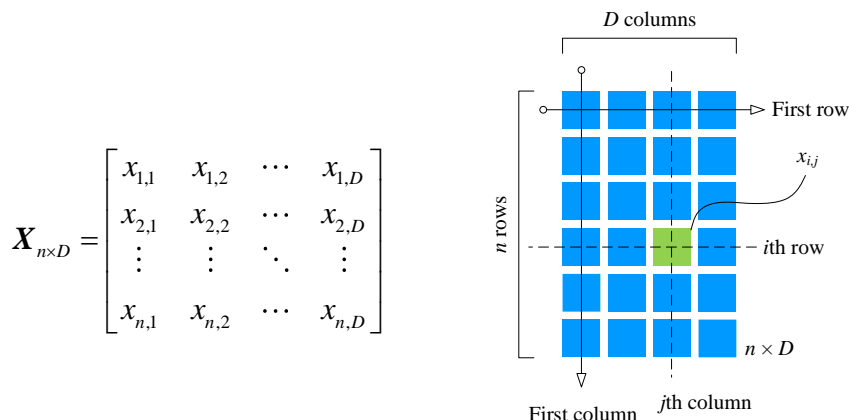 D columns
First row
X_{n×D} = [x_{1,1} x_{1,2} ⋯ x_{1,D}
x_{2,1} x_{2,2} ⋯ x_{2,D}
⋮ ⋮ ⋱ ⋮
x_{n,1} x_{n,2} ⋯ x_{n,D}]
x_{i,j}
n rows
ith row
n × D
jth column
First column